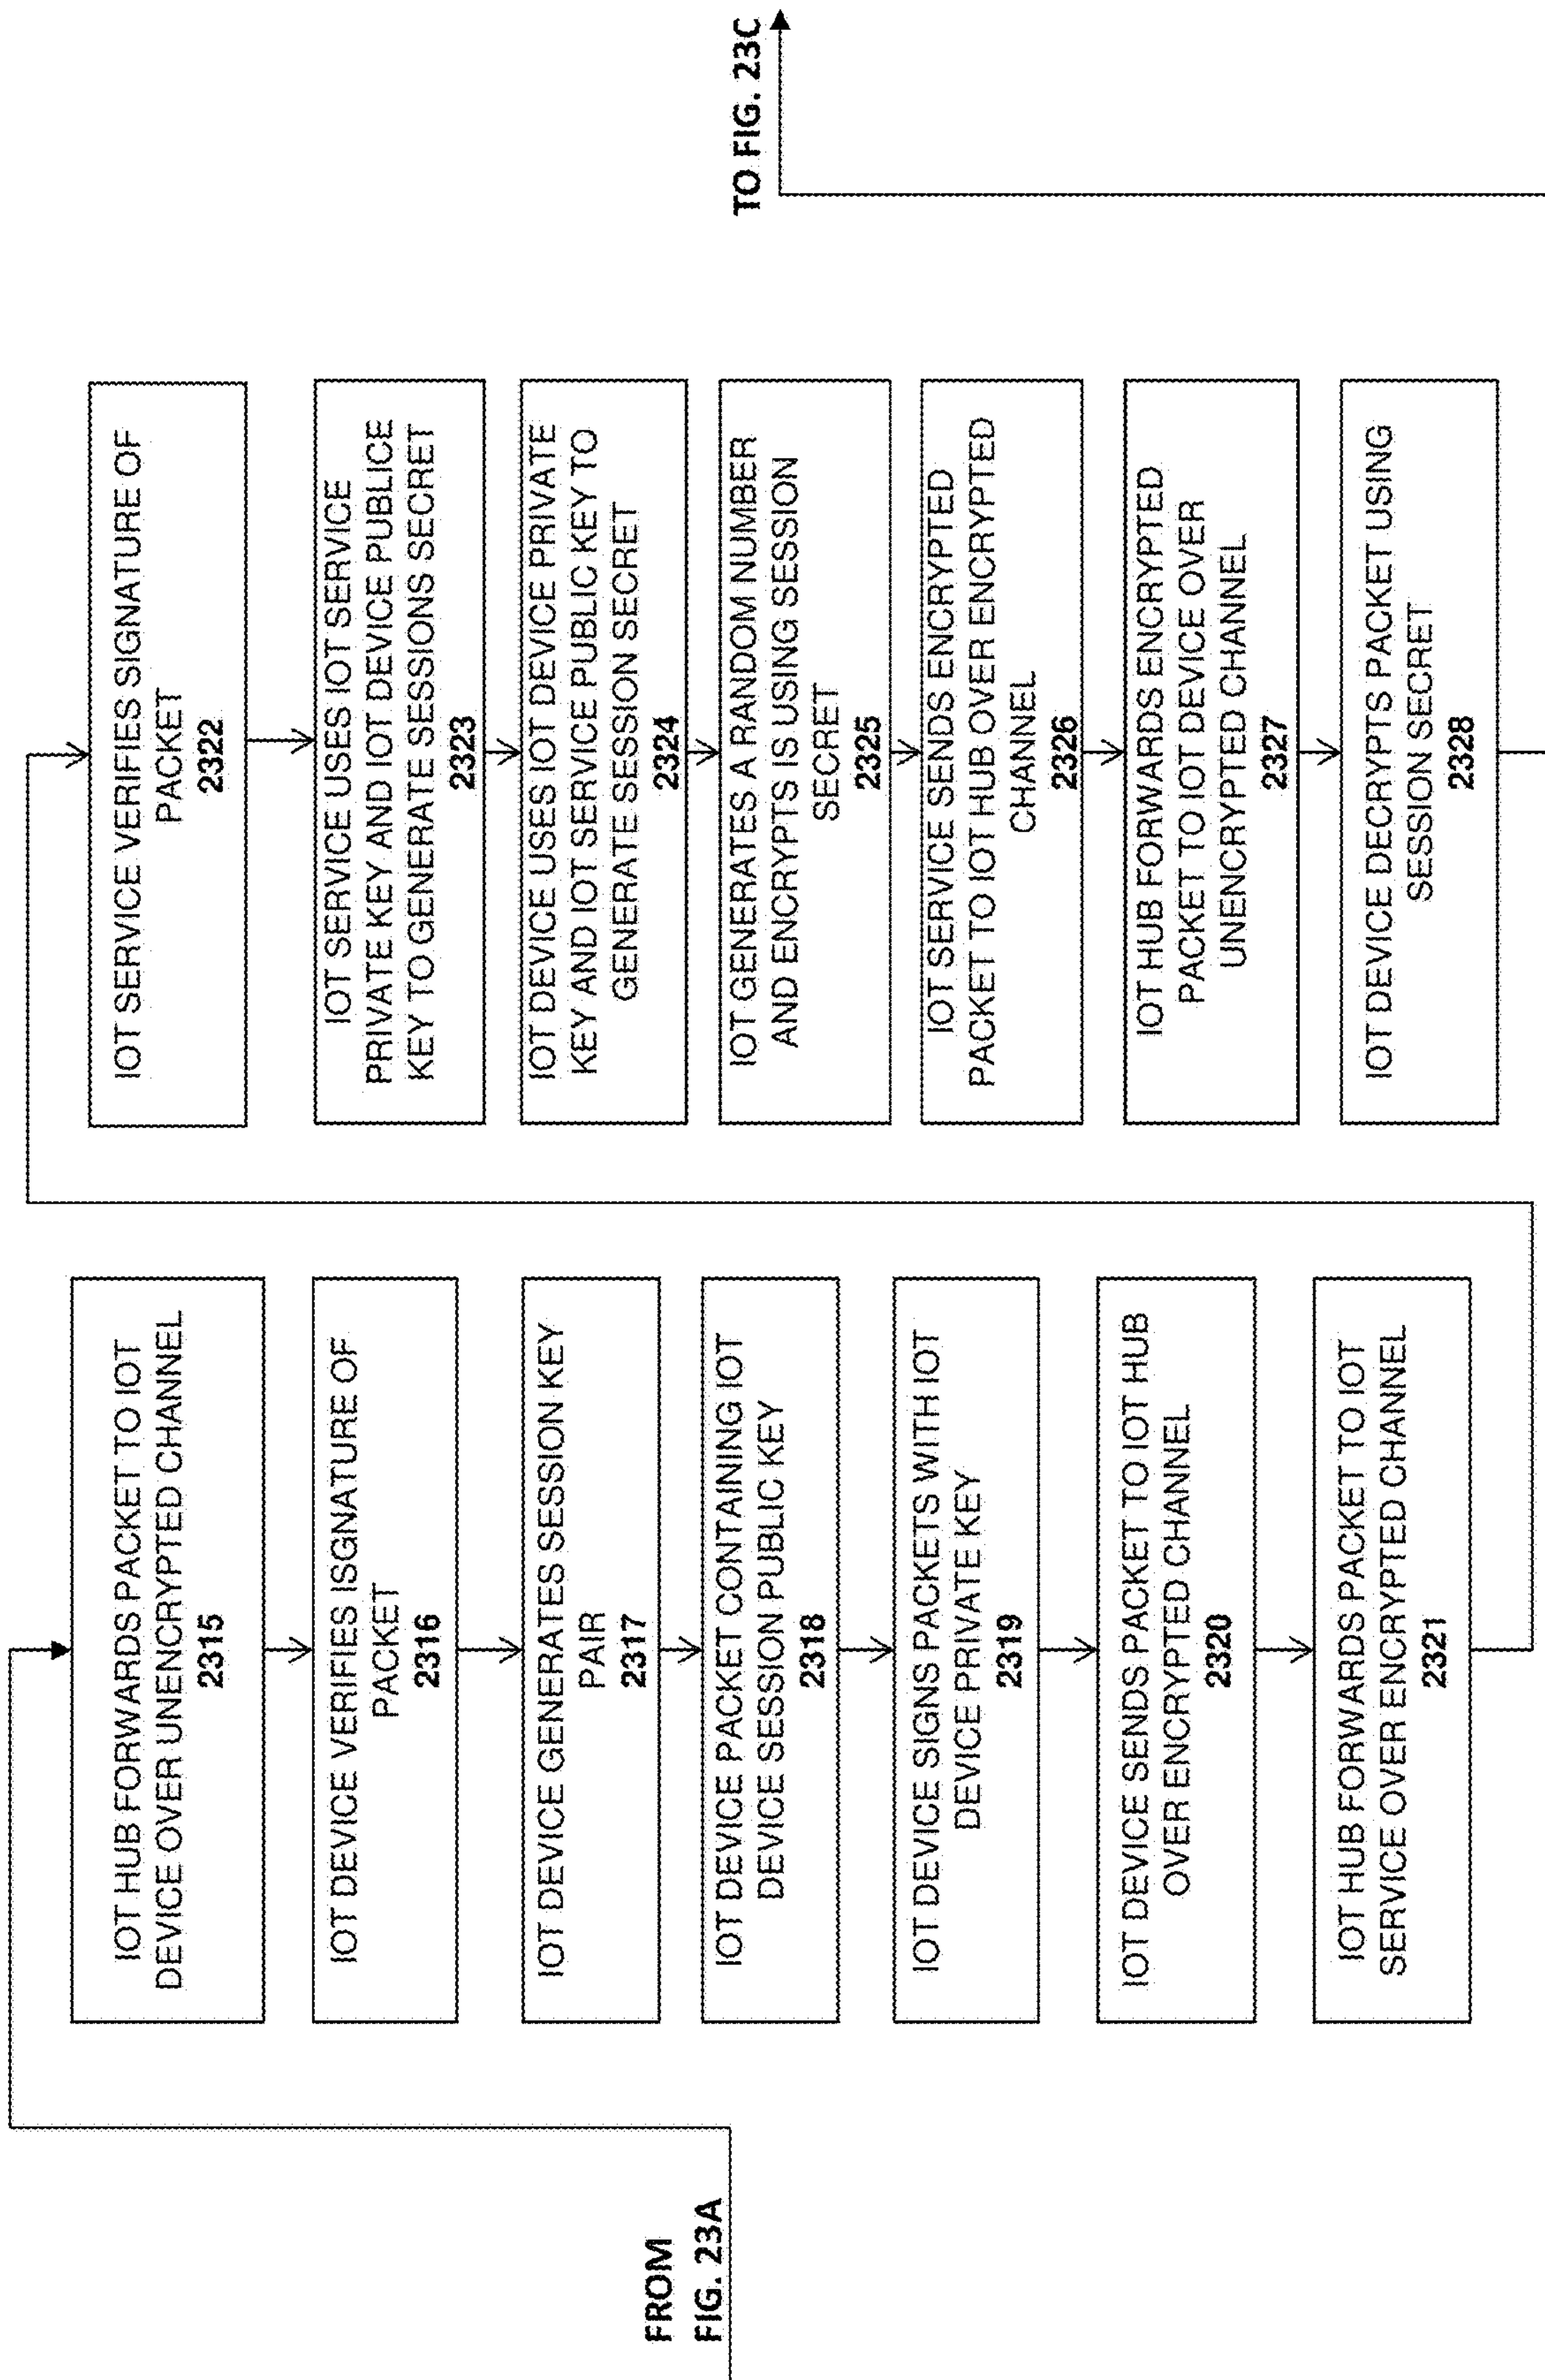 FROM
FIG. 23A
IOT HUB FORWARDS PACKET TO IOT
DEVICE OVER UNENCRYPTED CHANNEL
2315
IOT DEVICE VERIFIES ISGNATURE OF
PACKET
2316
IOT DEVICE GENERATES SESSION KEY
PAIR
2317
IOT DEVICE PACKET CONTAINING IOT
DEVICE SESSION PUBLIC KEY
2318
IOT DEVICE SIGNS PACKETS WITH IOT
DEVICE PRIVATE KEY
2319
IOT DEVICE SENDS PACKET TO IOT HUB
OVER ENCRYPTED CHANNEL
2320
IOT HUB FORWARDS PACKET TO IOT
SERVICE OVER ENCRYPTED CHANNEL
2321
IOT SERVICE VERIFIES SIGNATURE OF
PACKET
2322
IOT SERVICE USES IOT SERVICE
PRIVATE KEY AND IOT DEVICE PUBLICE
KEY TO GENERATE SESSIONS SECRET
2323
IOT DEVICE USES IOT DEVICE PRIVATE
KEY AND IOT SERVICE PUBLIC KEY TO
GENERATE SESSION SECRET
2324
IOT GENERATES A RANDOM NUMBER
AND ENCRYPTS IS USING SESSION
SECRET
2325
IOT SERVICE SENDS ENCRYPTED
PACKET TO IOT HUB OVER ENCRYPTED
CHANNEL
2326
IOT HUB FORWARDS ENCRYPTED
PACKET TO IOT DEVICE OVER
UNENCRYPTED CHANNEL
2327
IOT DEVICE DECRYPTS PACKET USING
SESSION SECRET
2328
TO FIG. 23C